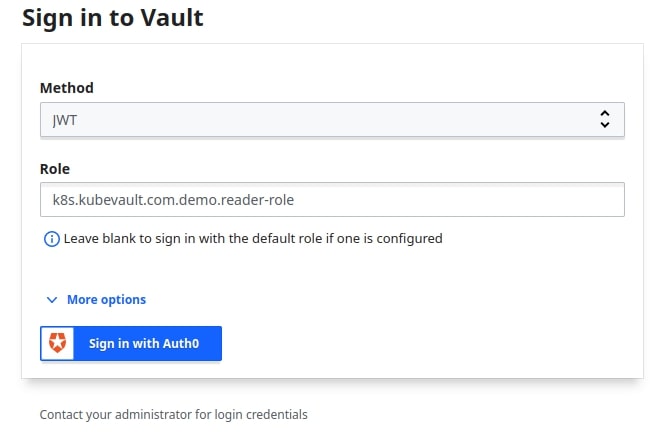 Sign in to Vault
Method
JWT
Role
k8s.kubevault.com.demo.reader-role
Leave blank to sign in with the default role if one is configured
More options
Sign in with Auth0
Contact your administrator for login credentials